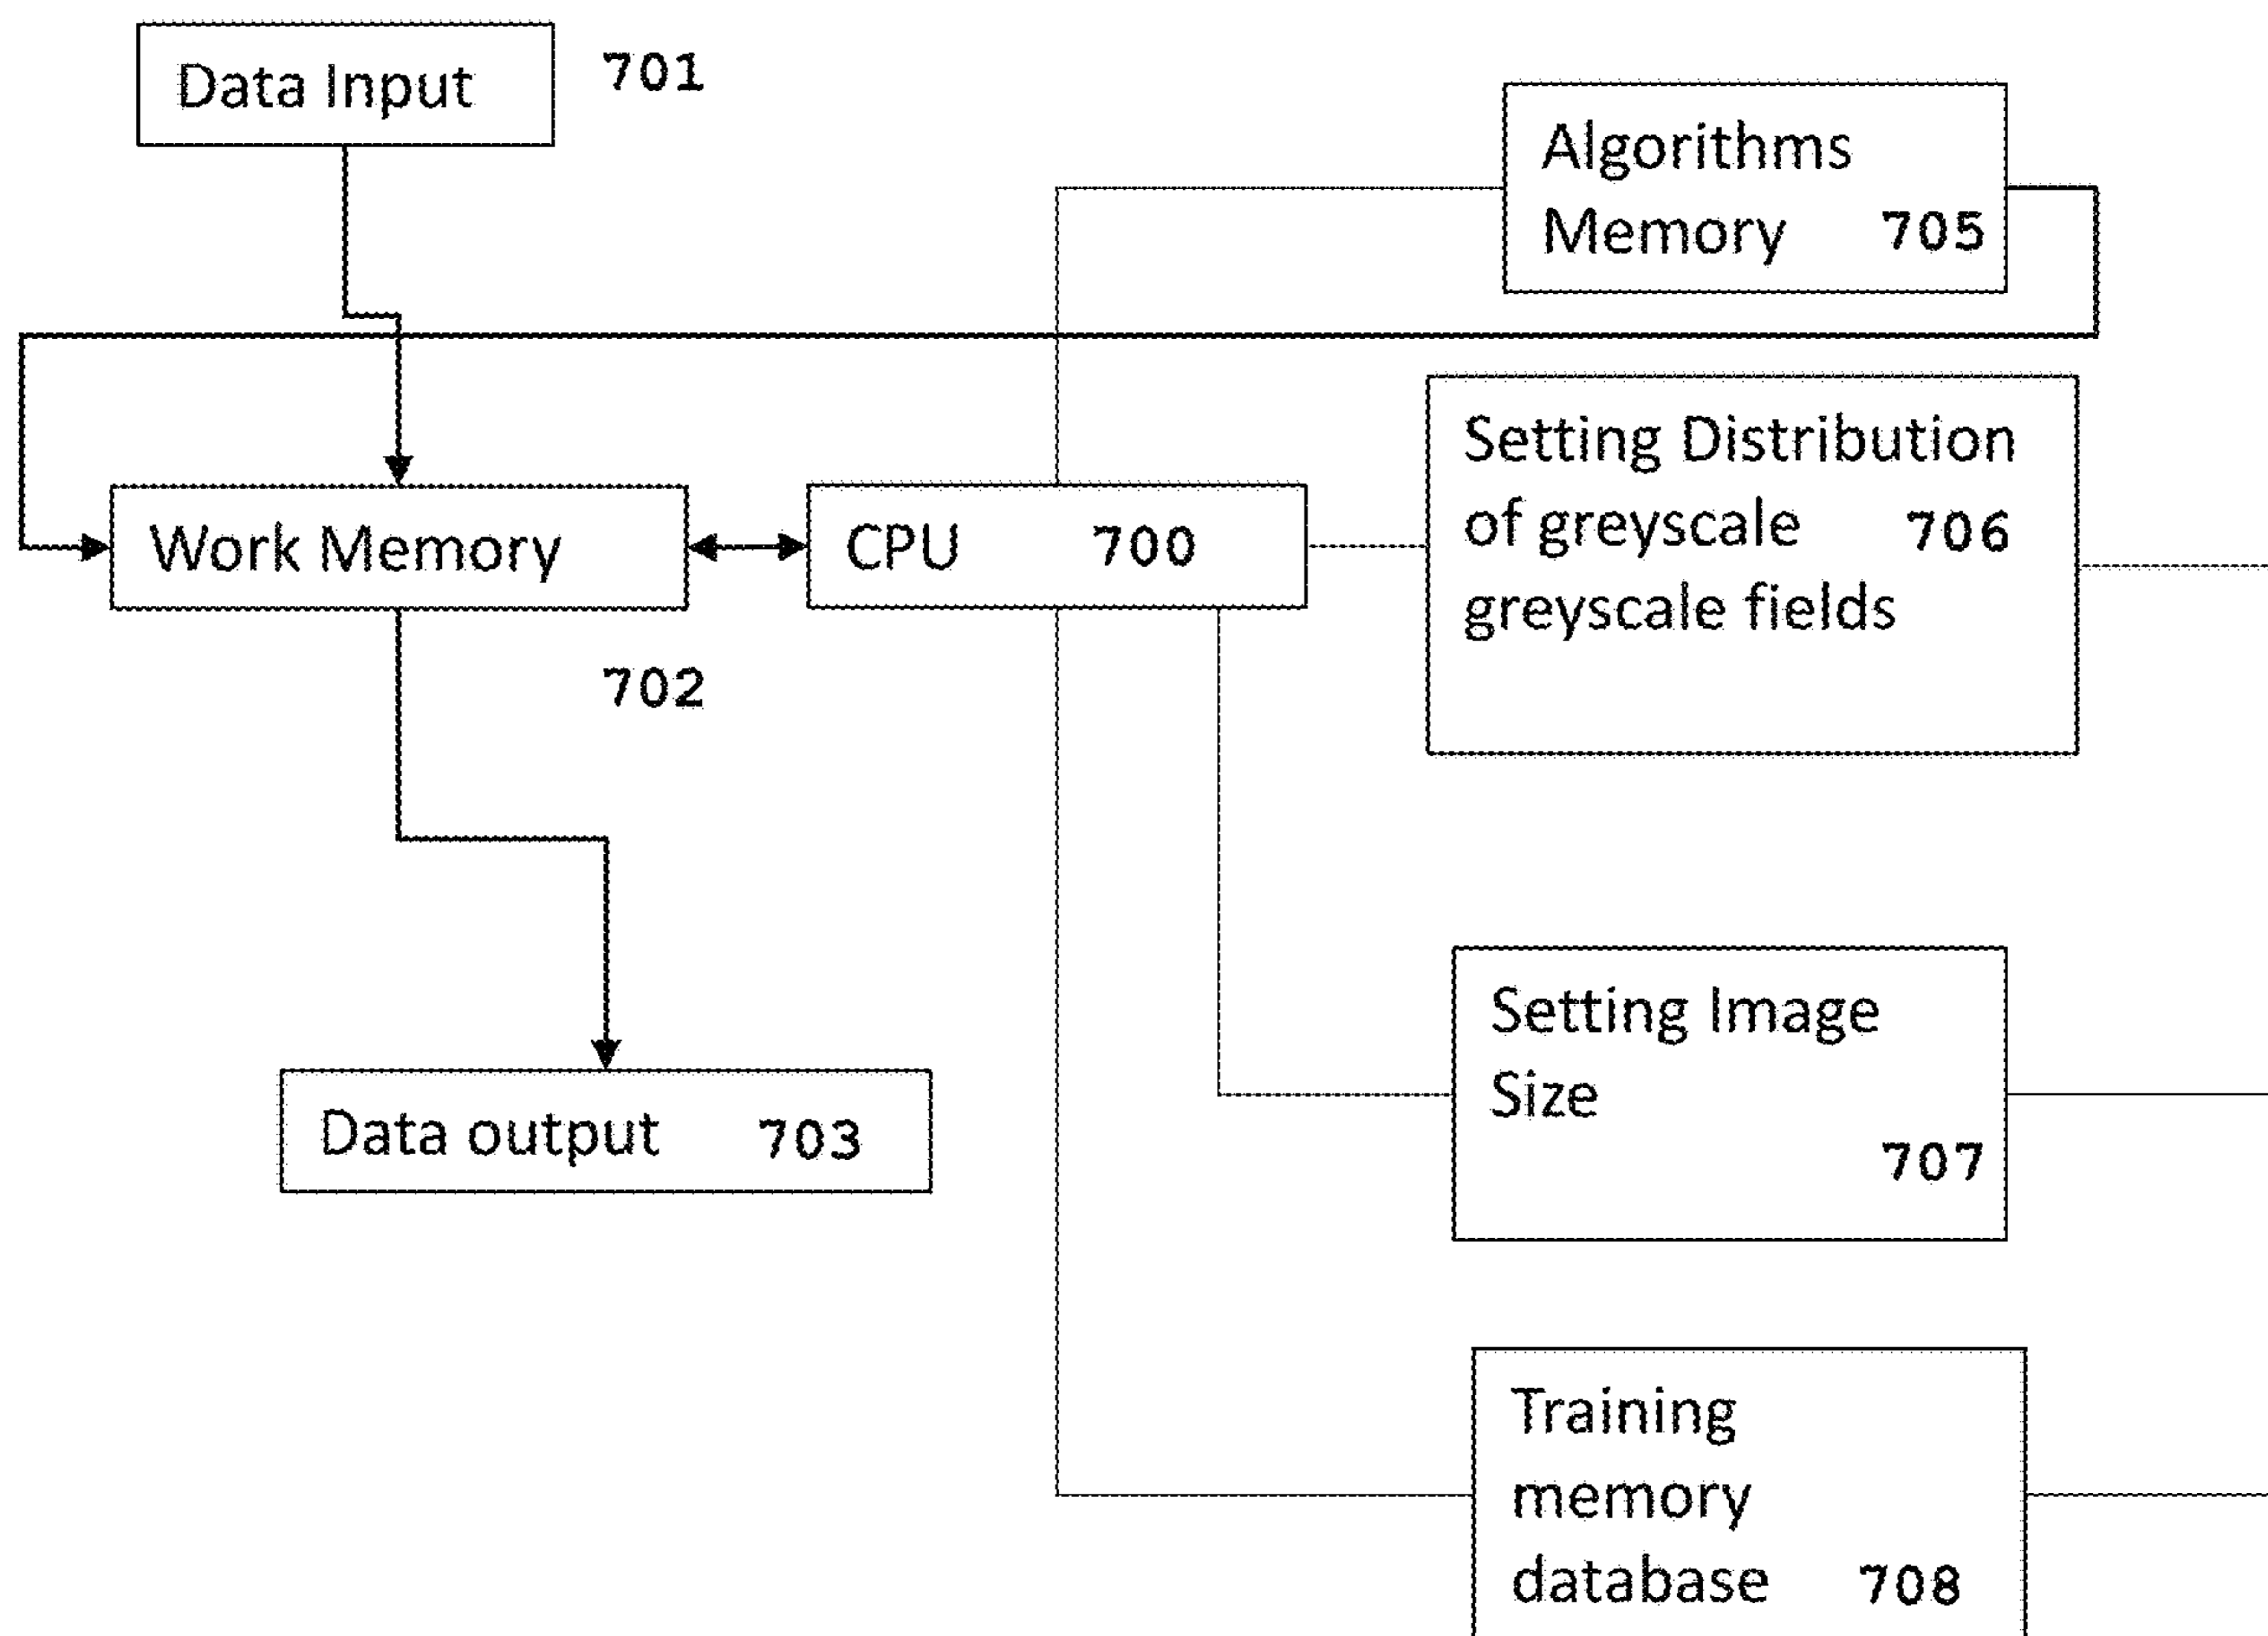 Data Input
701
Algorithms
Memory 705
Setting Distribution
of greyscale 706
greyscale fields
Work Memory
CPU 700
702
Setting Image
Size
707
Data output 703
Training
memory
database 708